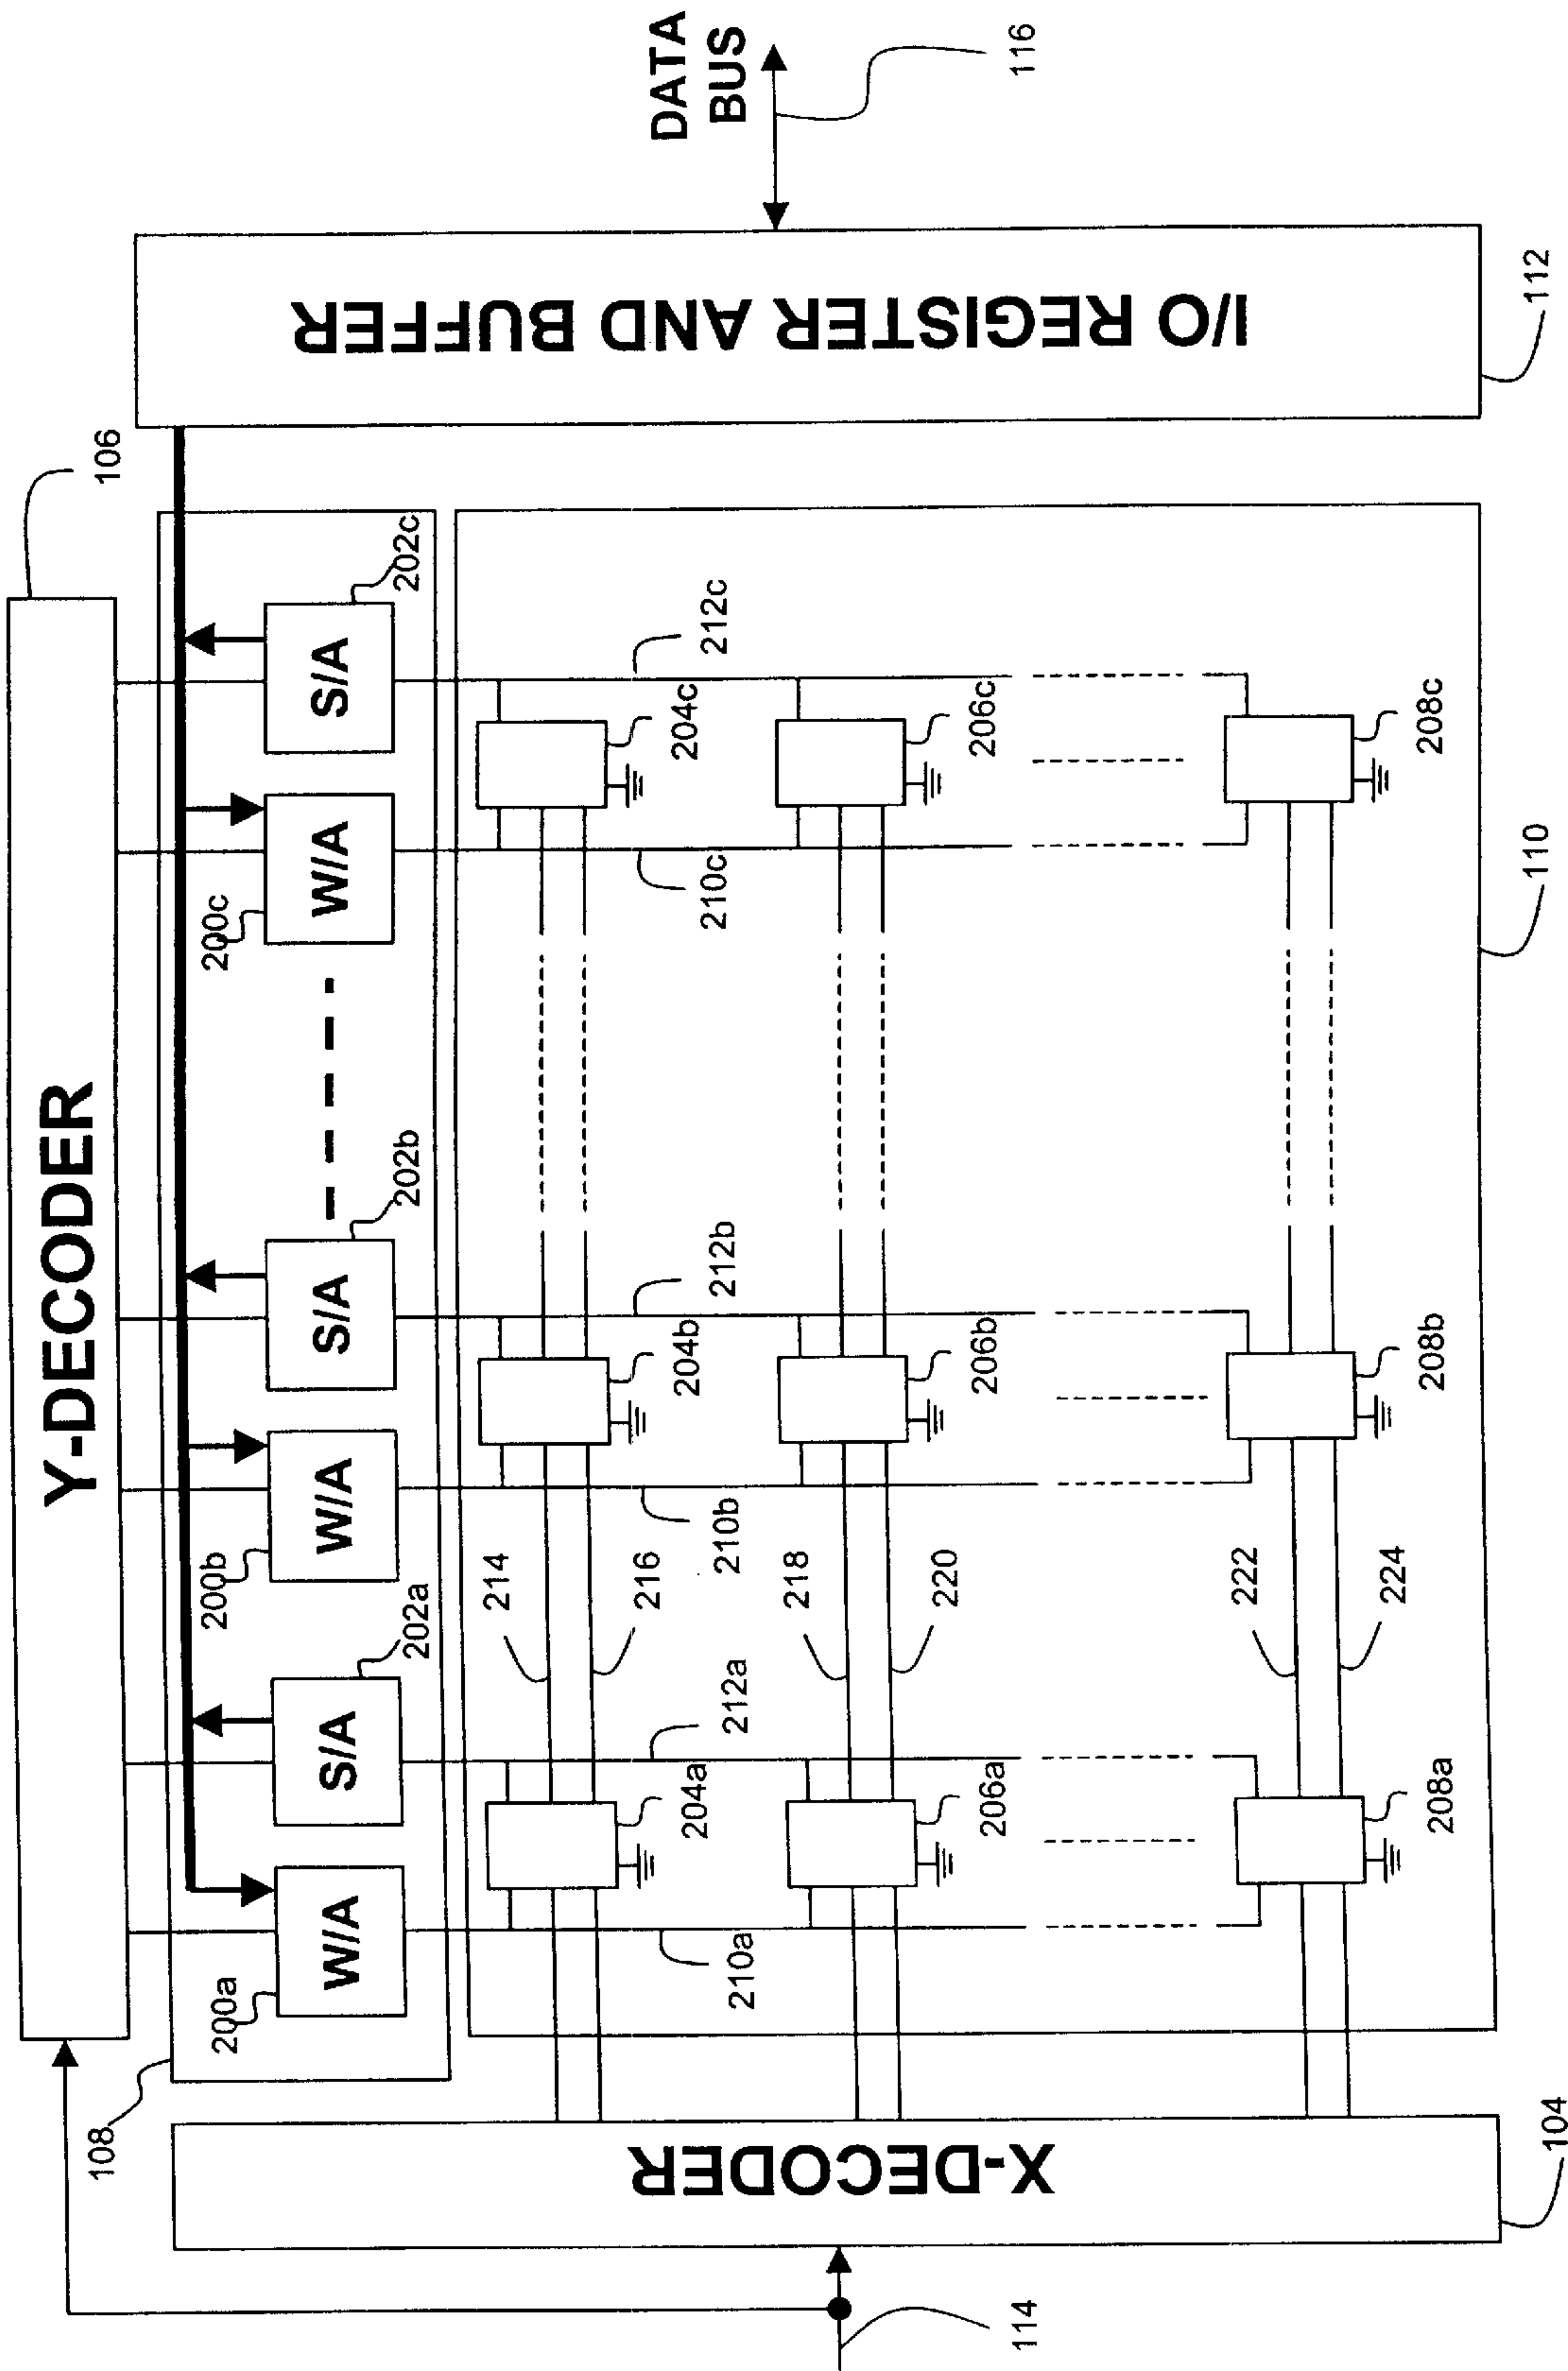 Y-DECODER
106
108
200a
W/A
202a
S/A
200b
W/A
202b
S/A
200c
W/A
202c
S/A
I/O REGISTER AND BUFFER
112
DATA
BUS
116
X-DECODER
104
114
204a
204b
204c
210a
212a
214
216
210b
212b
210c
212c
206a
206b
206c
218
220
222
224
208a
208b
208c
110